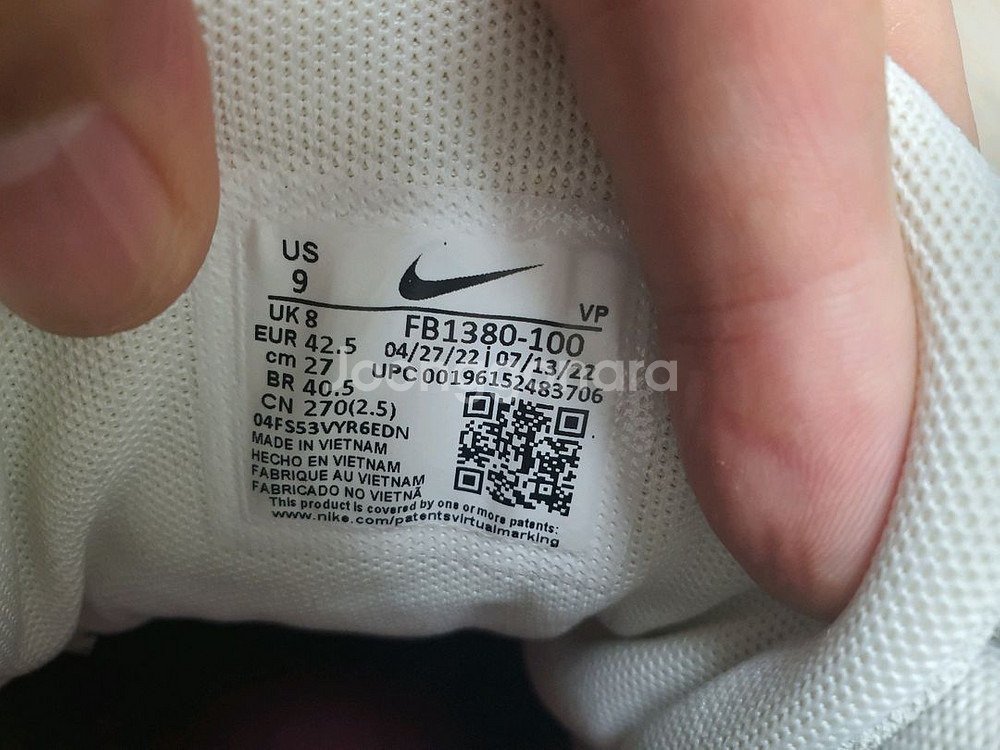 US
9
VP
UK 8
EUR 42.5
cm 27
BR 40.5
CN 270(2.5)
FB1380-100
04/27/22 | 07/13/22
UPC 00196152483706
04FS53VYR6EDN
MADE IN VIETNAM
HECHO EN VIETNAM
FABRIQUE AU VIETNAM
FABRICADO NO VIETNÃ
This product is covered by one or more patents:
www.nike.com/patentsvirtualmarking
Joonggonara